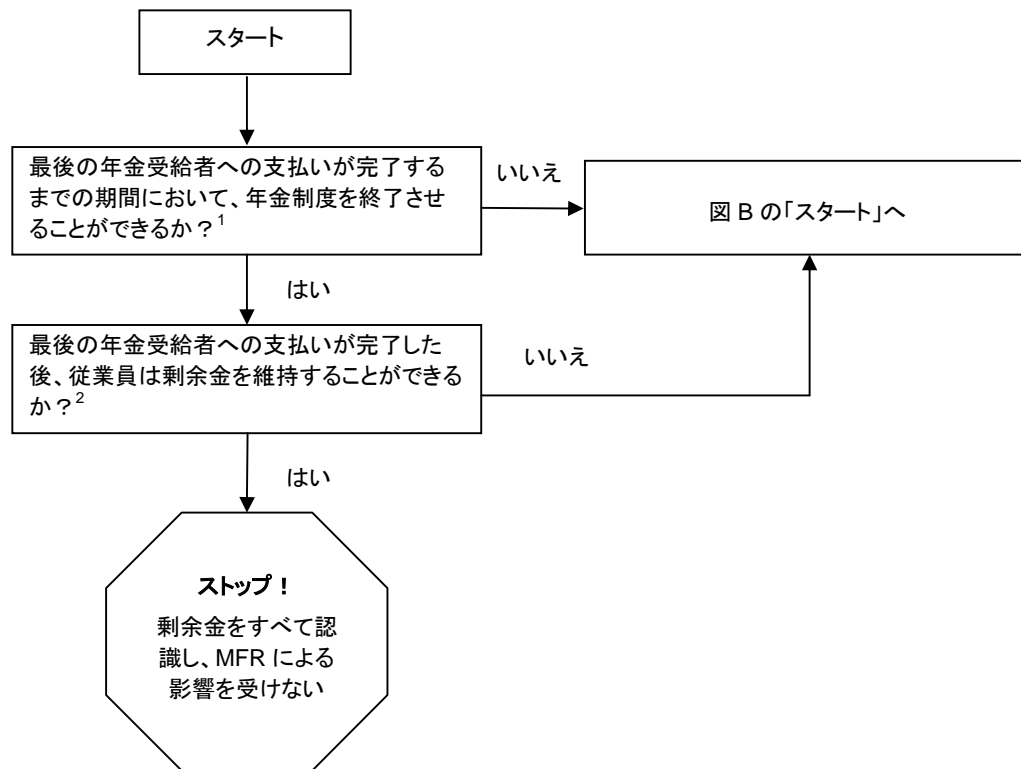 スタート
最後の年金受給者への支払いが完了する
までの期間において、年金制度を終了させ
ることができるか？1
いいえ
図 B の「スタート」へ
はい
最後の年金受給者への支払いが完了した
後、従業員は剰余金を維持することができる
か？2
いいえ
はい
ストップ！
剰余金をすべて認
識し、MFR による
影響を受けない